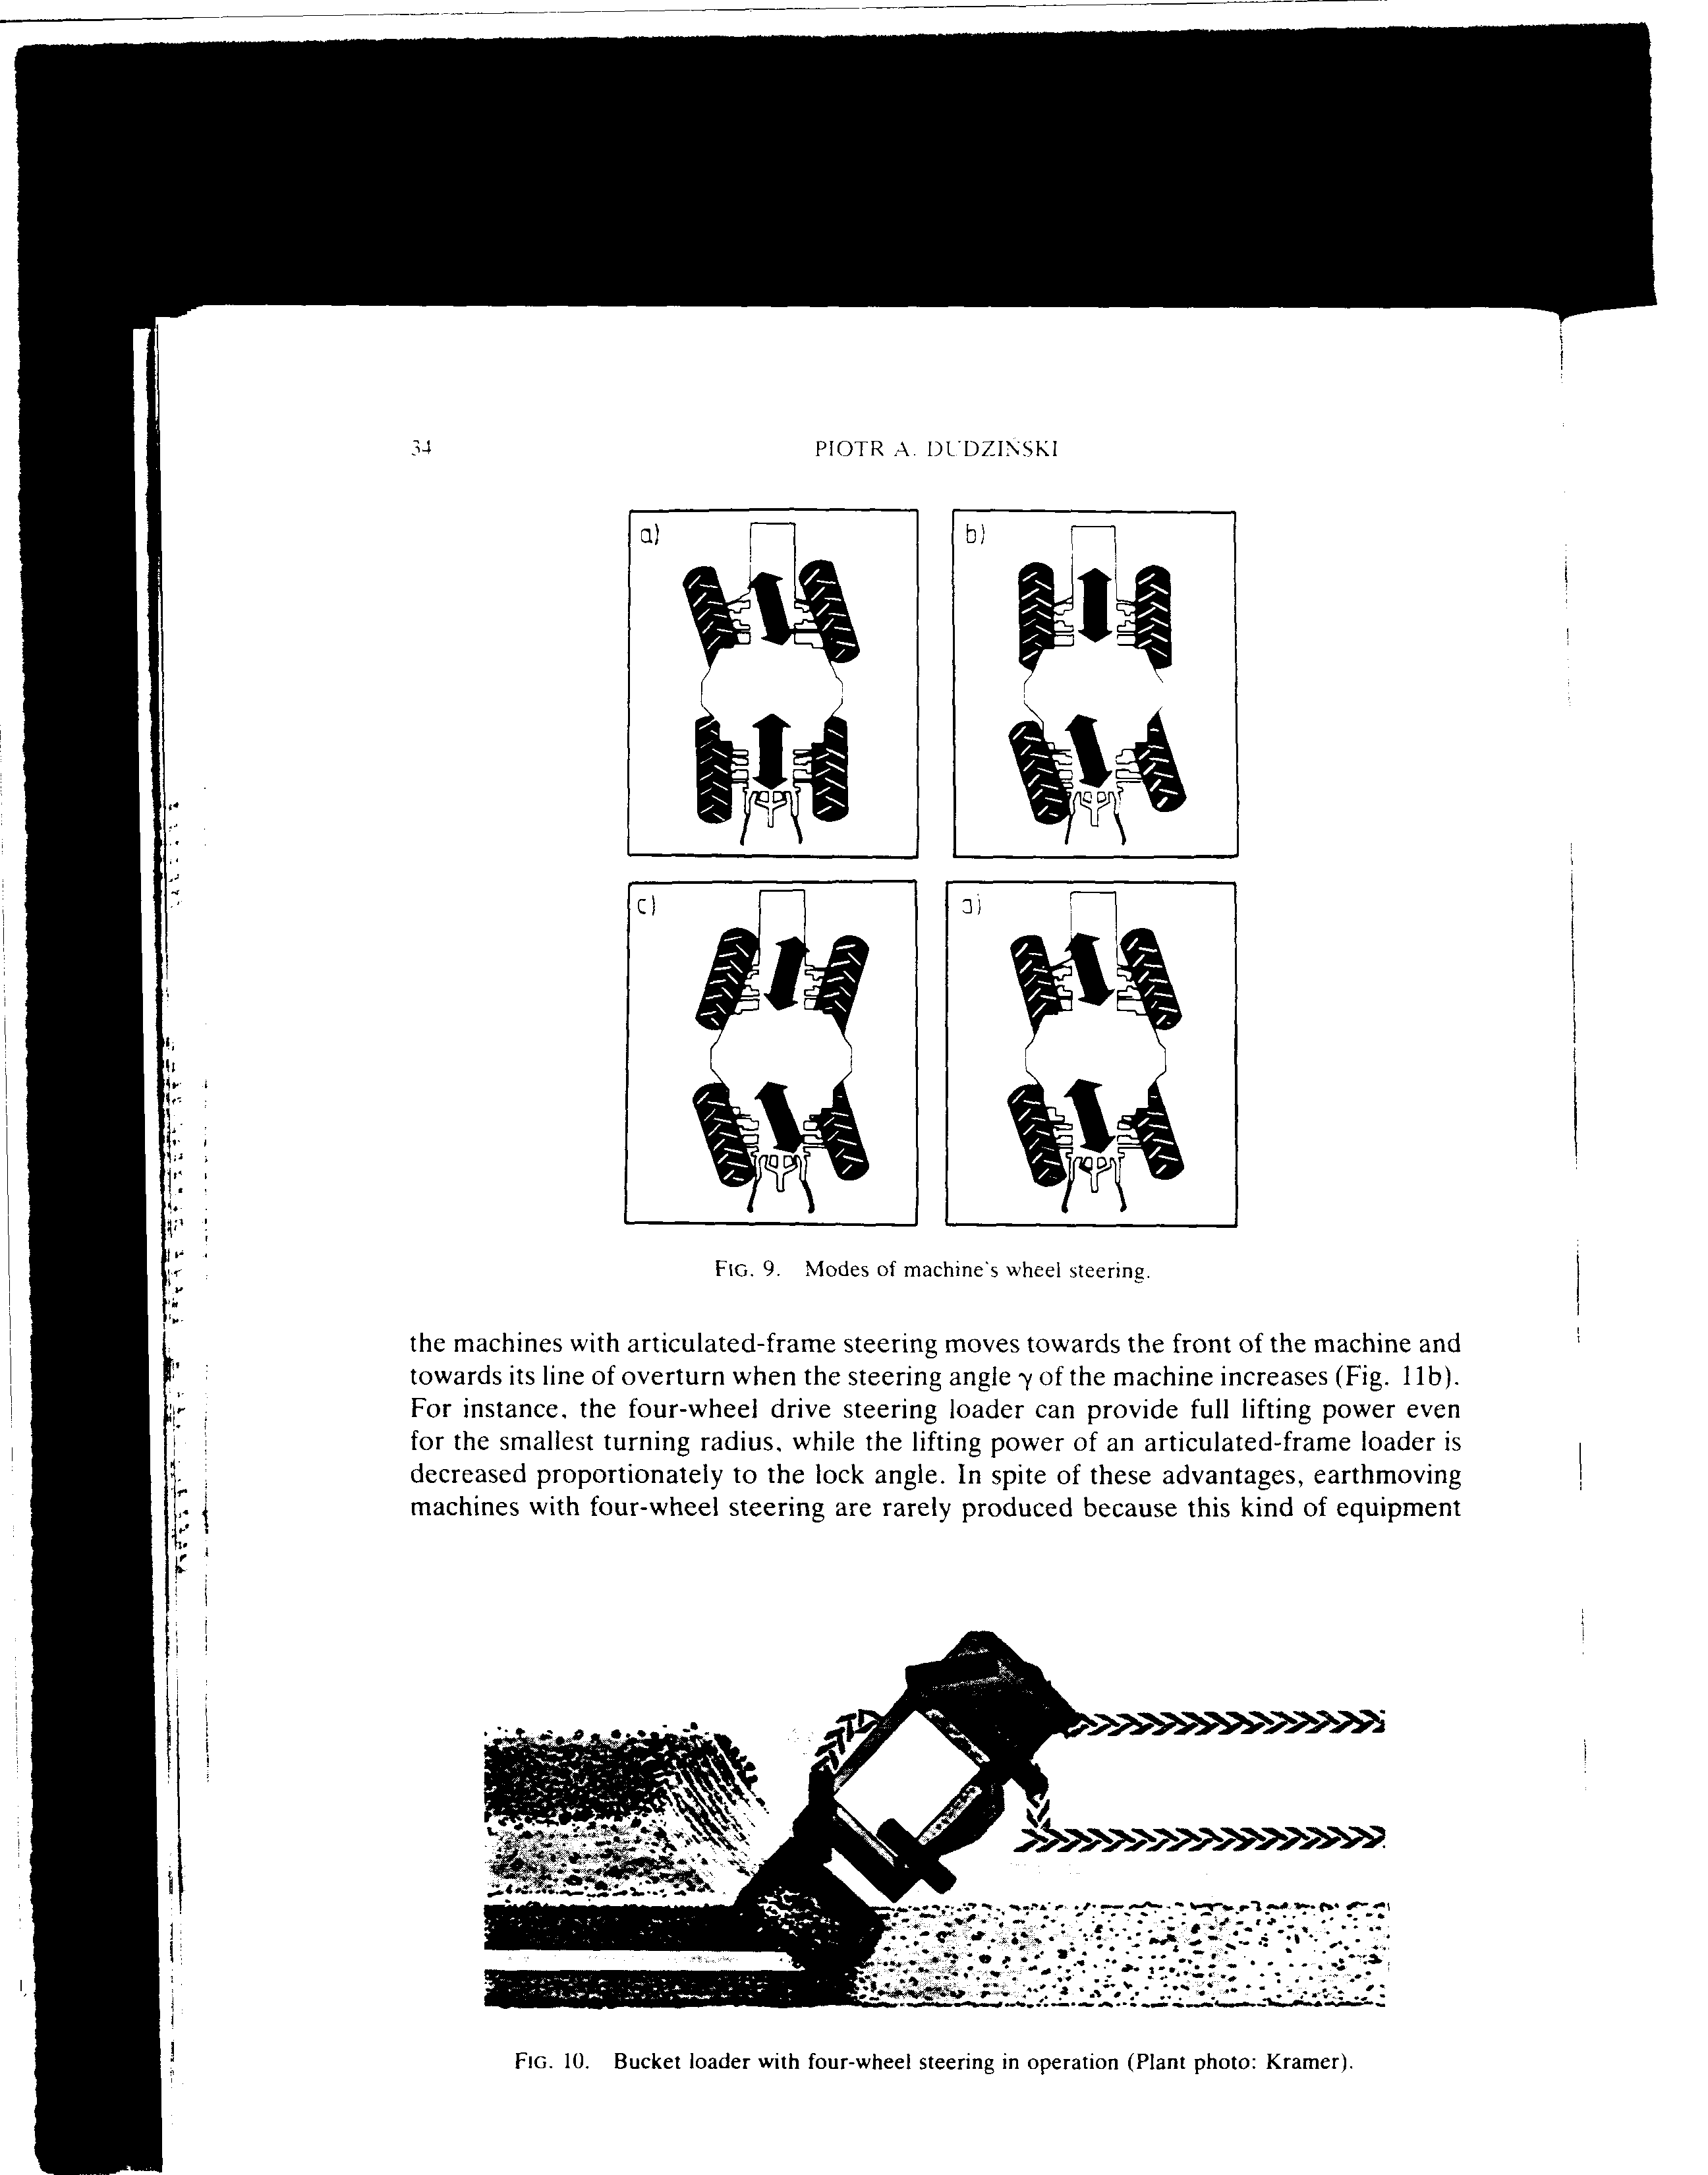 34
PIOTR A. DUDZIŃSKI
a)
b)
c)
d)
FIG. 9. Modes of machine's wheel steering.
the machines with articulated-frame steering moves towards the front of the machine and
towards its line of overturn when the steering angle γ of the machine increases (Fig. 11b).
For instance, the four-wheel drive steering loader can provide full lifting power even
for the smallest turning radius, while the lifting power of an articulated-frame loader is
decreased proportionately to the lock angle. In spite of these advantages, earthmoving
machines with four-wheel steering are rarely produced because this kind of equipment
FIG. 10. Bucket loader with four-wheel steering in operation (Plant photo: Kramer).